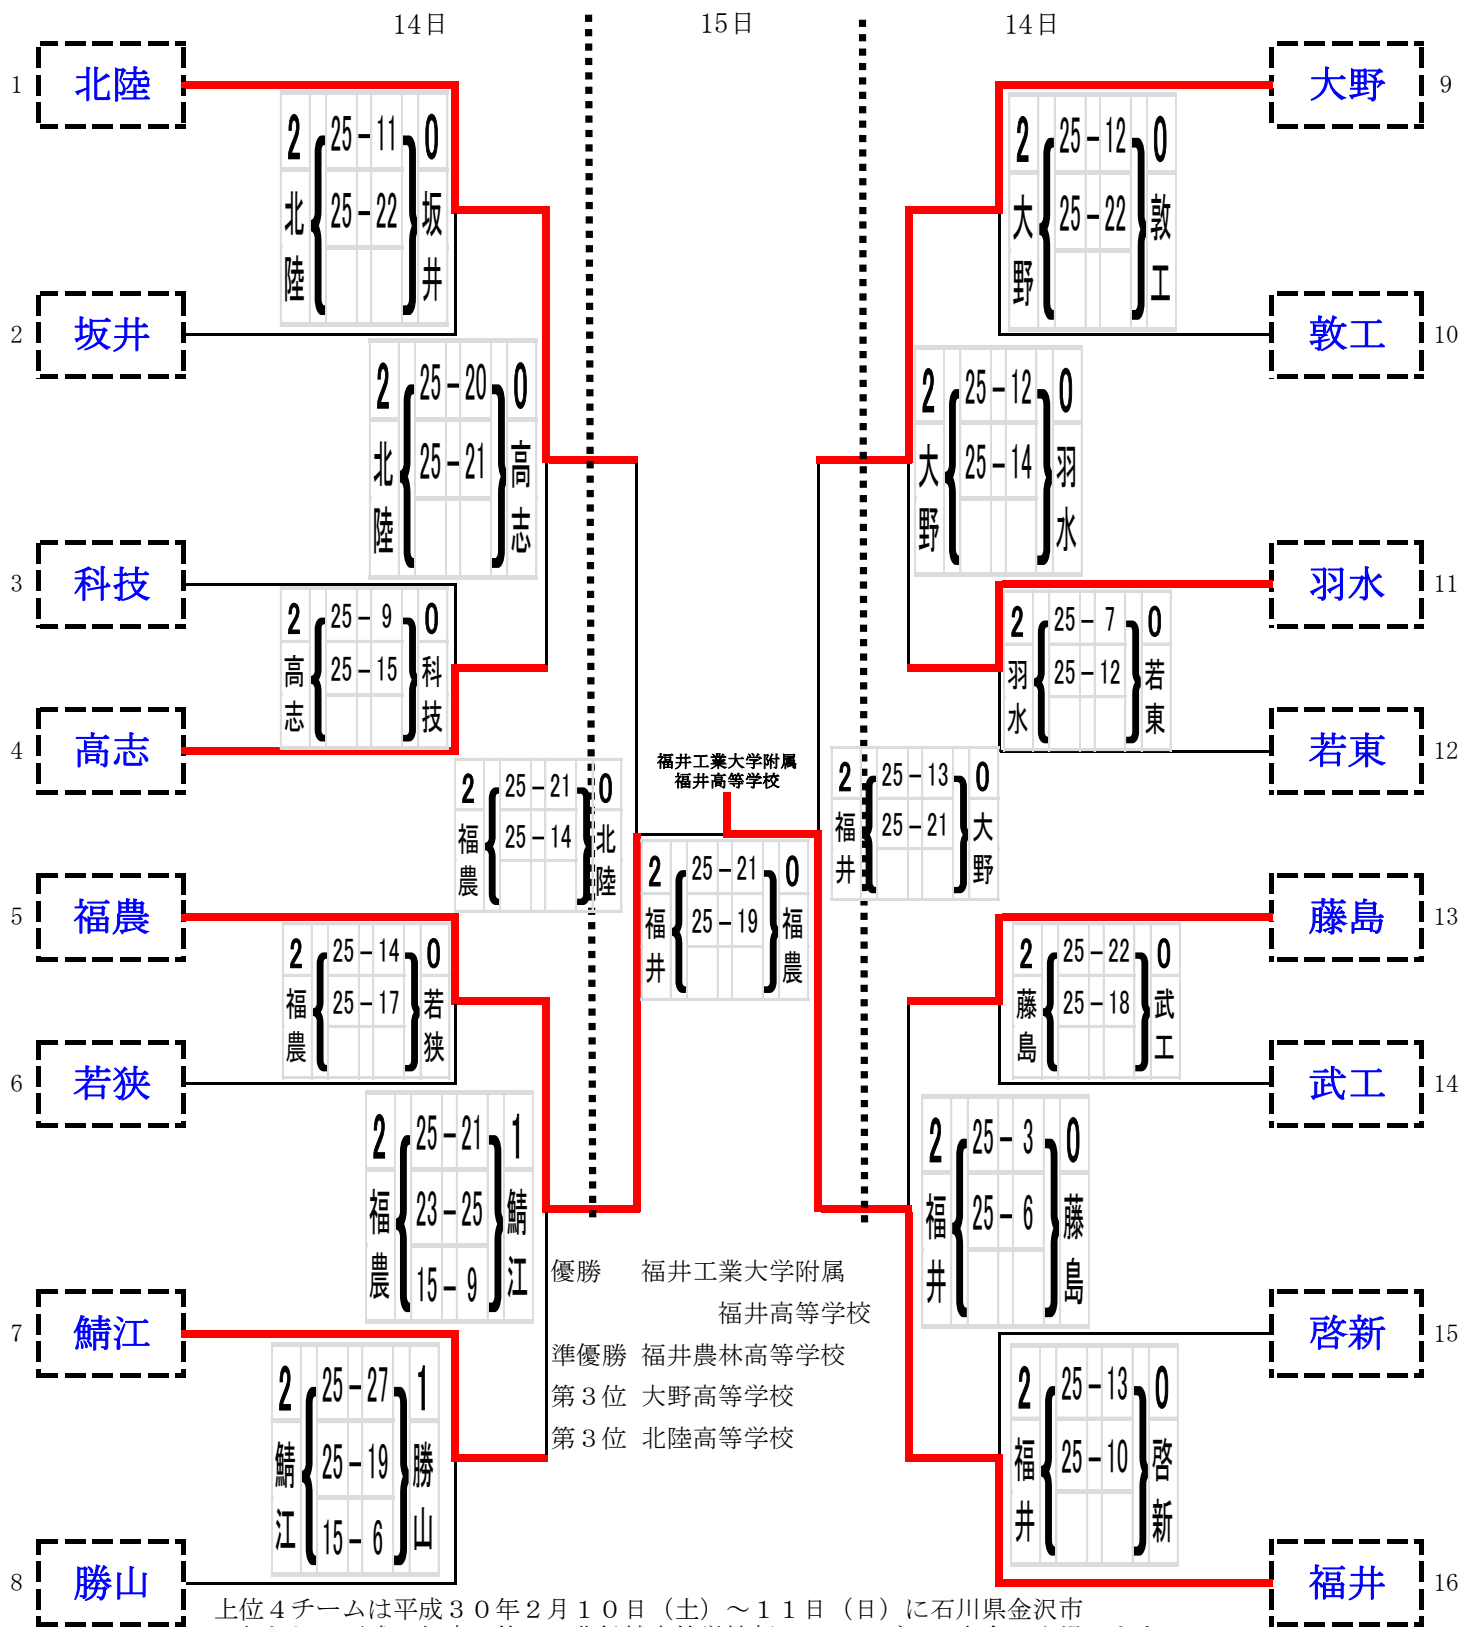 14日 15日 14日
1 北陸
2 25-11 0
北陸 25-22 坂井
2 坂井
2 25-20 0
北陸 25-21 高志
3 科技
2 25-9 0
高志 25-15 科技
4 高志
2 25-21 0
福農 25-14 北陸
5 福農
2 25-14 0
福農 25-17 若狭
6 若狭
2 25-21 1
福農 23-25 鯖江
15-9
7 鯖江
2 25-27 1
鯖江 25-19 勝山
15-6
8 勝山
福井工業大学附属
福井高等学校
2 25-21 0
福井 25-19 福農
大野 9
2 25-12 0
大野 25-22 敦工
敦工 10
2 25-12 0
大野 25-14 羽水
羽水 11
2 25-7 0
羽水 25-12 若東
若東 12
2 25-13 0
福井 25-21 大野
藤島 13
2 25-22 0
藤島 25-18 武工
武工 14
2 25-3 0
福井 25-6 藤島
啓新 15
2 25-13 0
福井 25-10 啓新
福井 16
優勝 福井工業大学附属
福井高等学校
準優勝 福井農林高等学校
第3位 大野高等学校
第3位 北陸高等学校
上位4チームは平成30年2月10日(土)~11日(日)に石川県金沢市